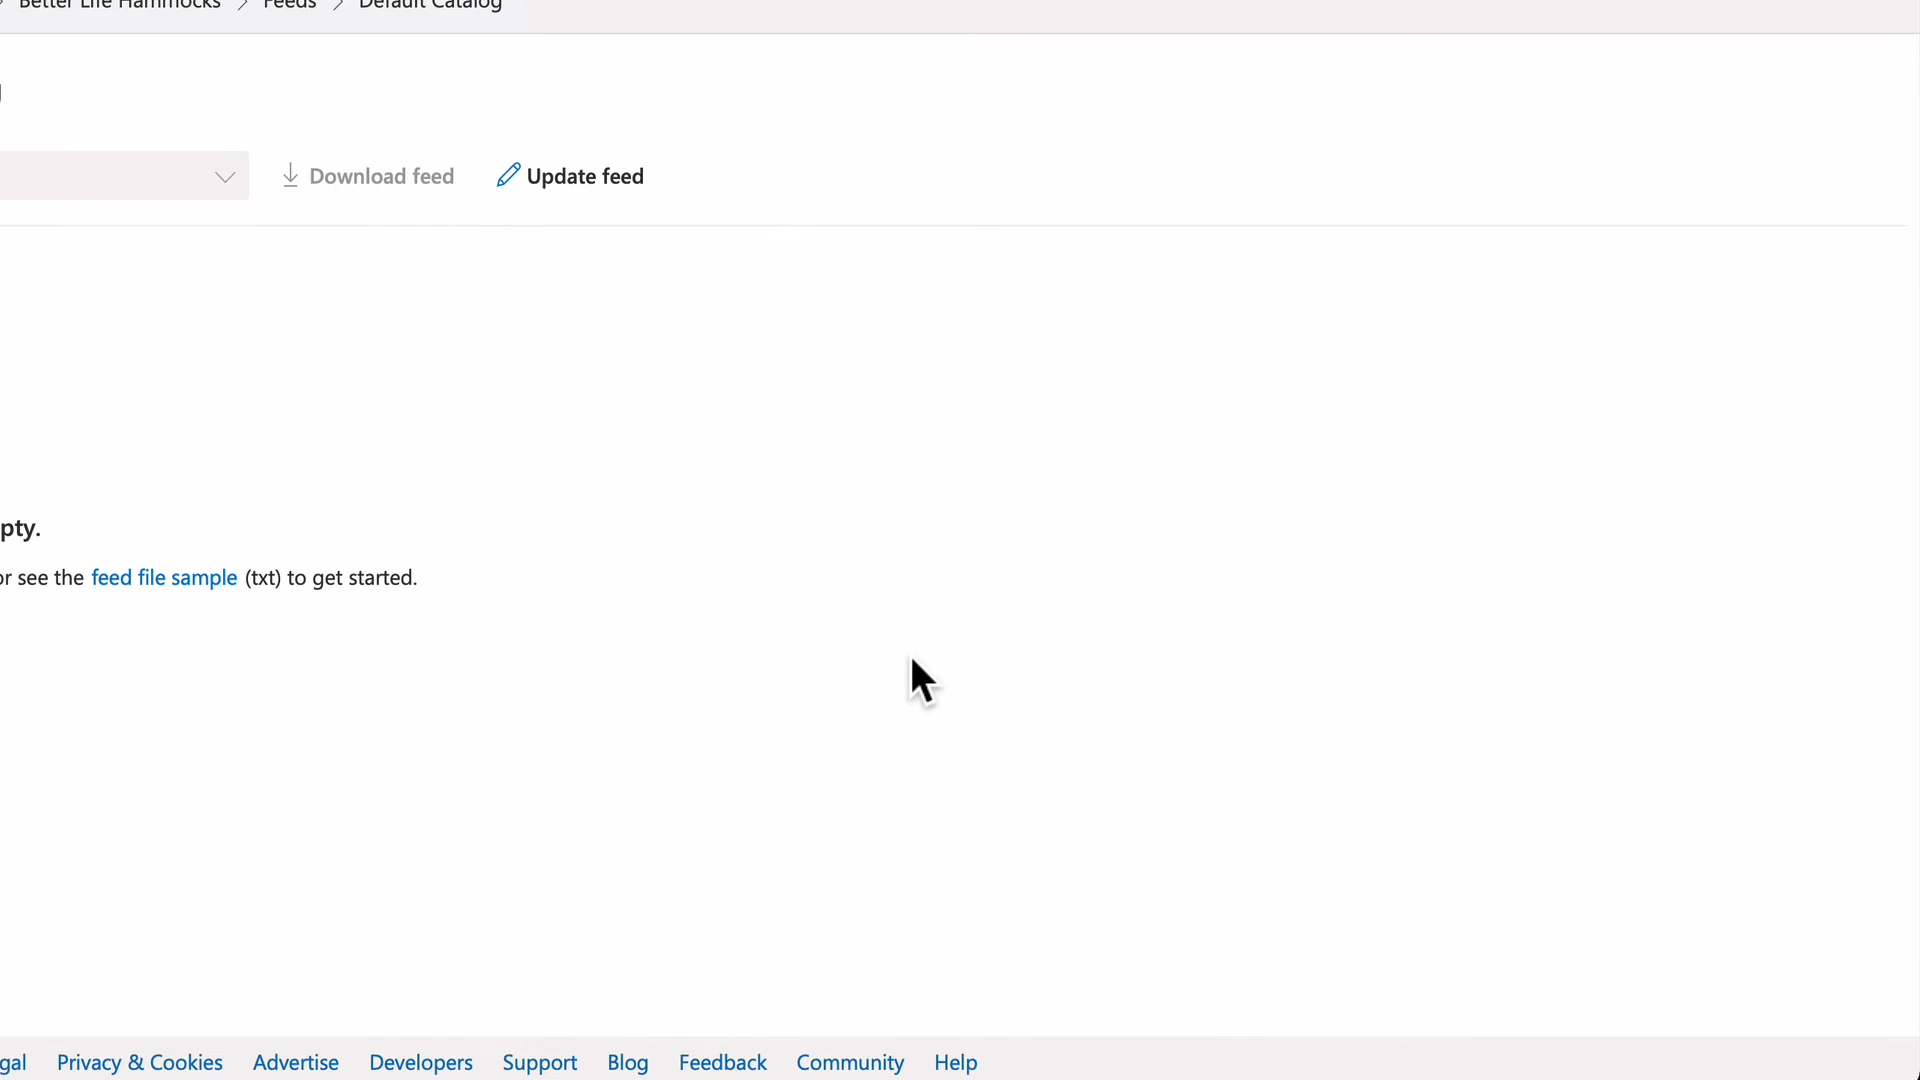 Better Life Hammocks > Feeds > Default Catalog
Download feed Update feed
pty.
or see the feed file sample (txt) to get started.
gal Privacy & Cookies Advertise Developers Support Blog Feedback Community Help